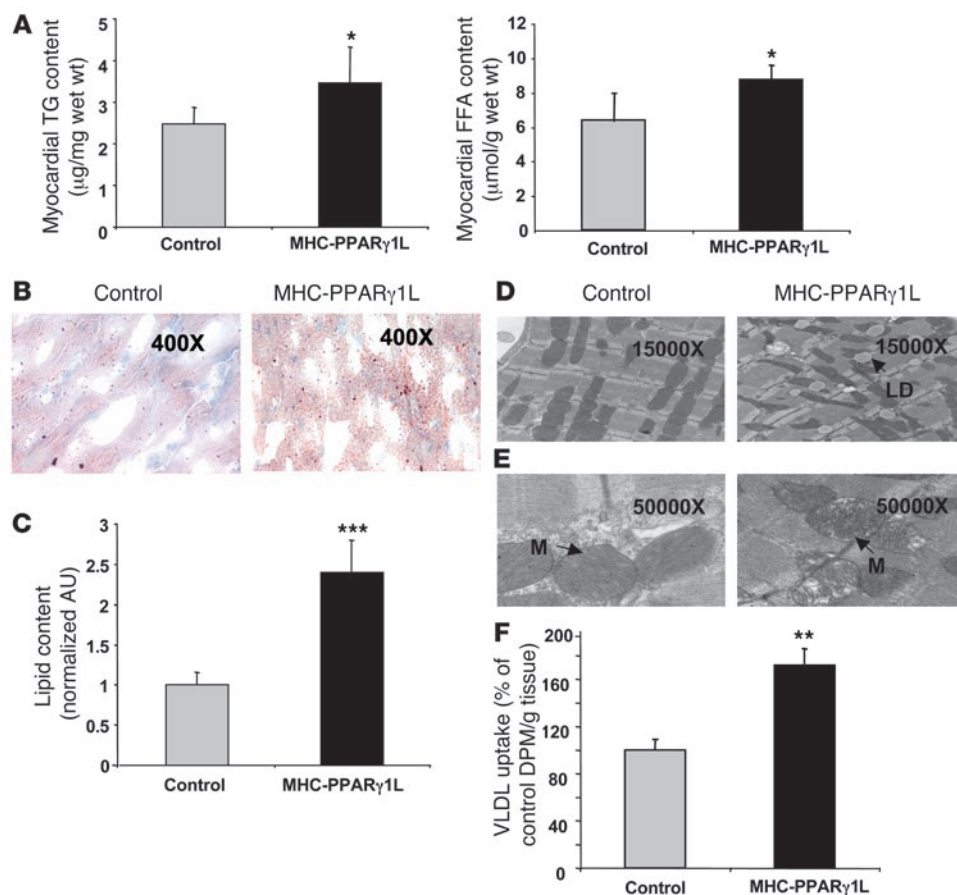 A
Myocardial TG content
(μg/mg wet wt)
5
4
3
2
1
0
*
Control
MHC-PPARγ1L
Myocardial FFA content
(μmol/g wet wt)
12
10
8
6
4
2
0
*
Control
MHC-PPARγ1L
B
Control
MHC-PPARγ1L
400X
400X
C
Lipid content
(normalized AU)
3
2.5
2
1.5
1
0.5
0
***
Control
MHC-PPARγ1L
D
Control
MHC-PPARγ1L
15000X
15000X
LD
E
50000X
M
50000X
M
F
VLDL uptake (% of
control DPM/g tissue)
200
160
120
80
40
0
**
Control
MHC-PPARγ1L